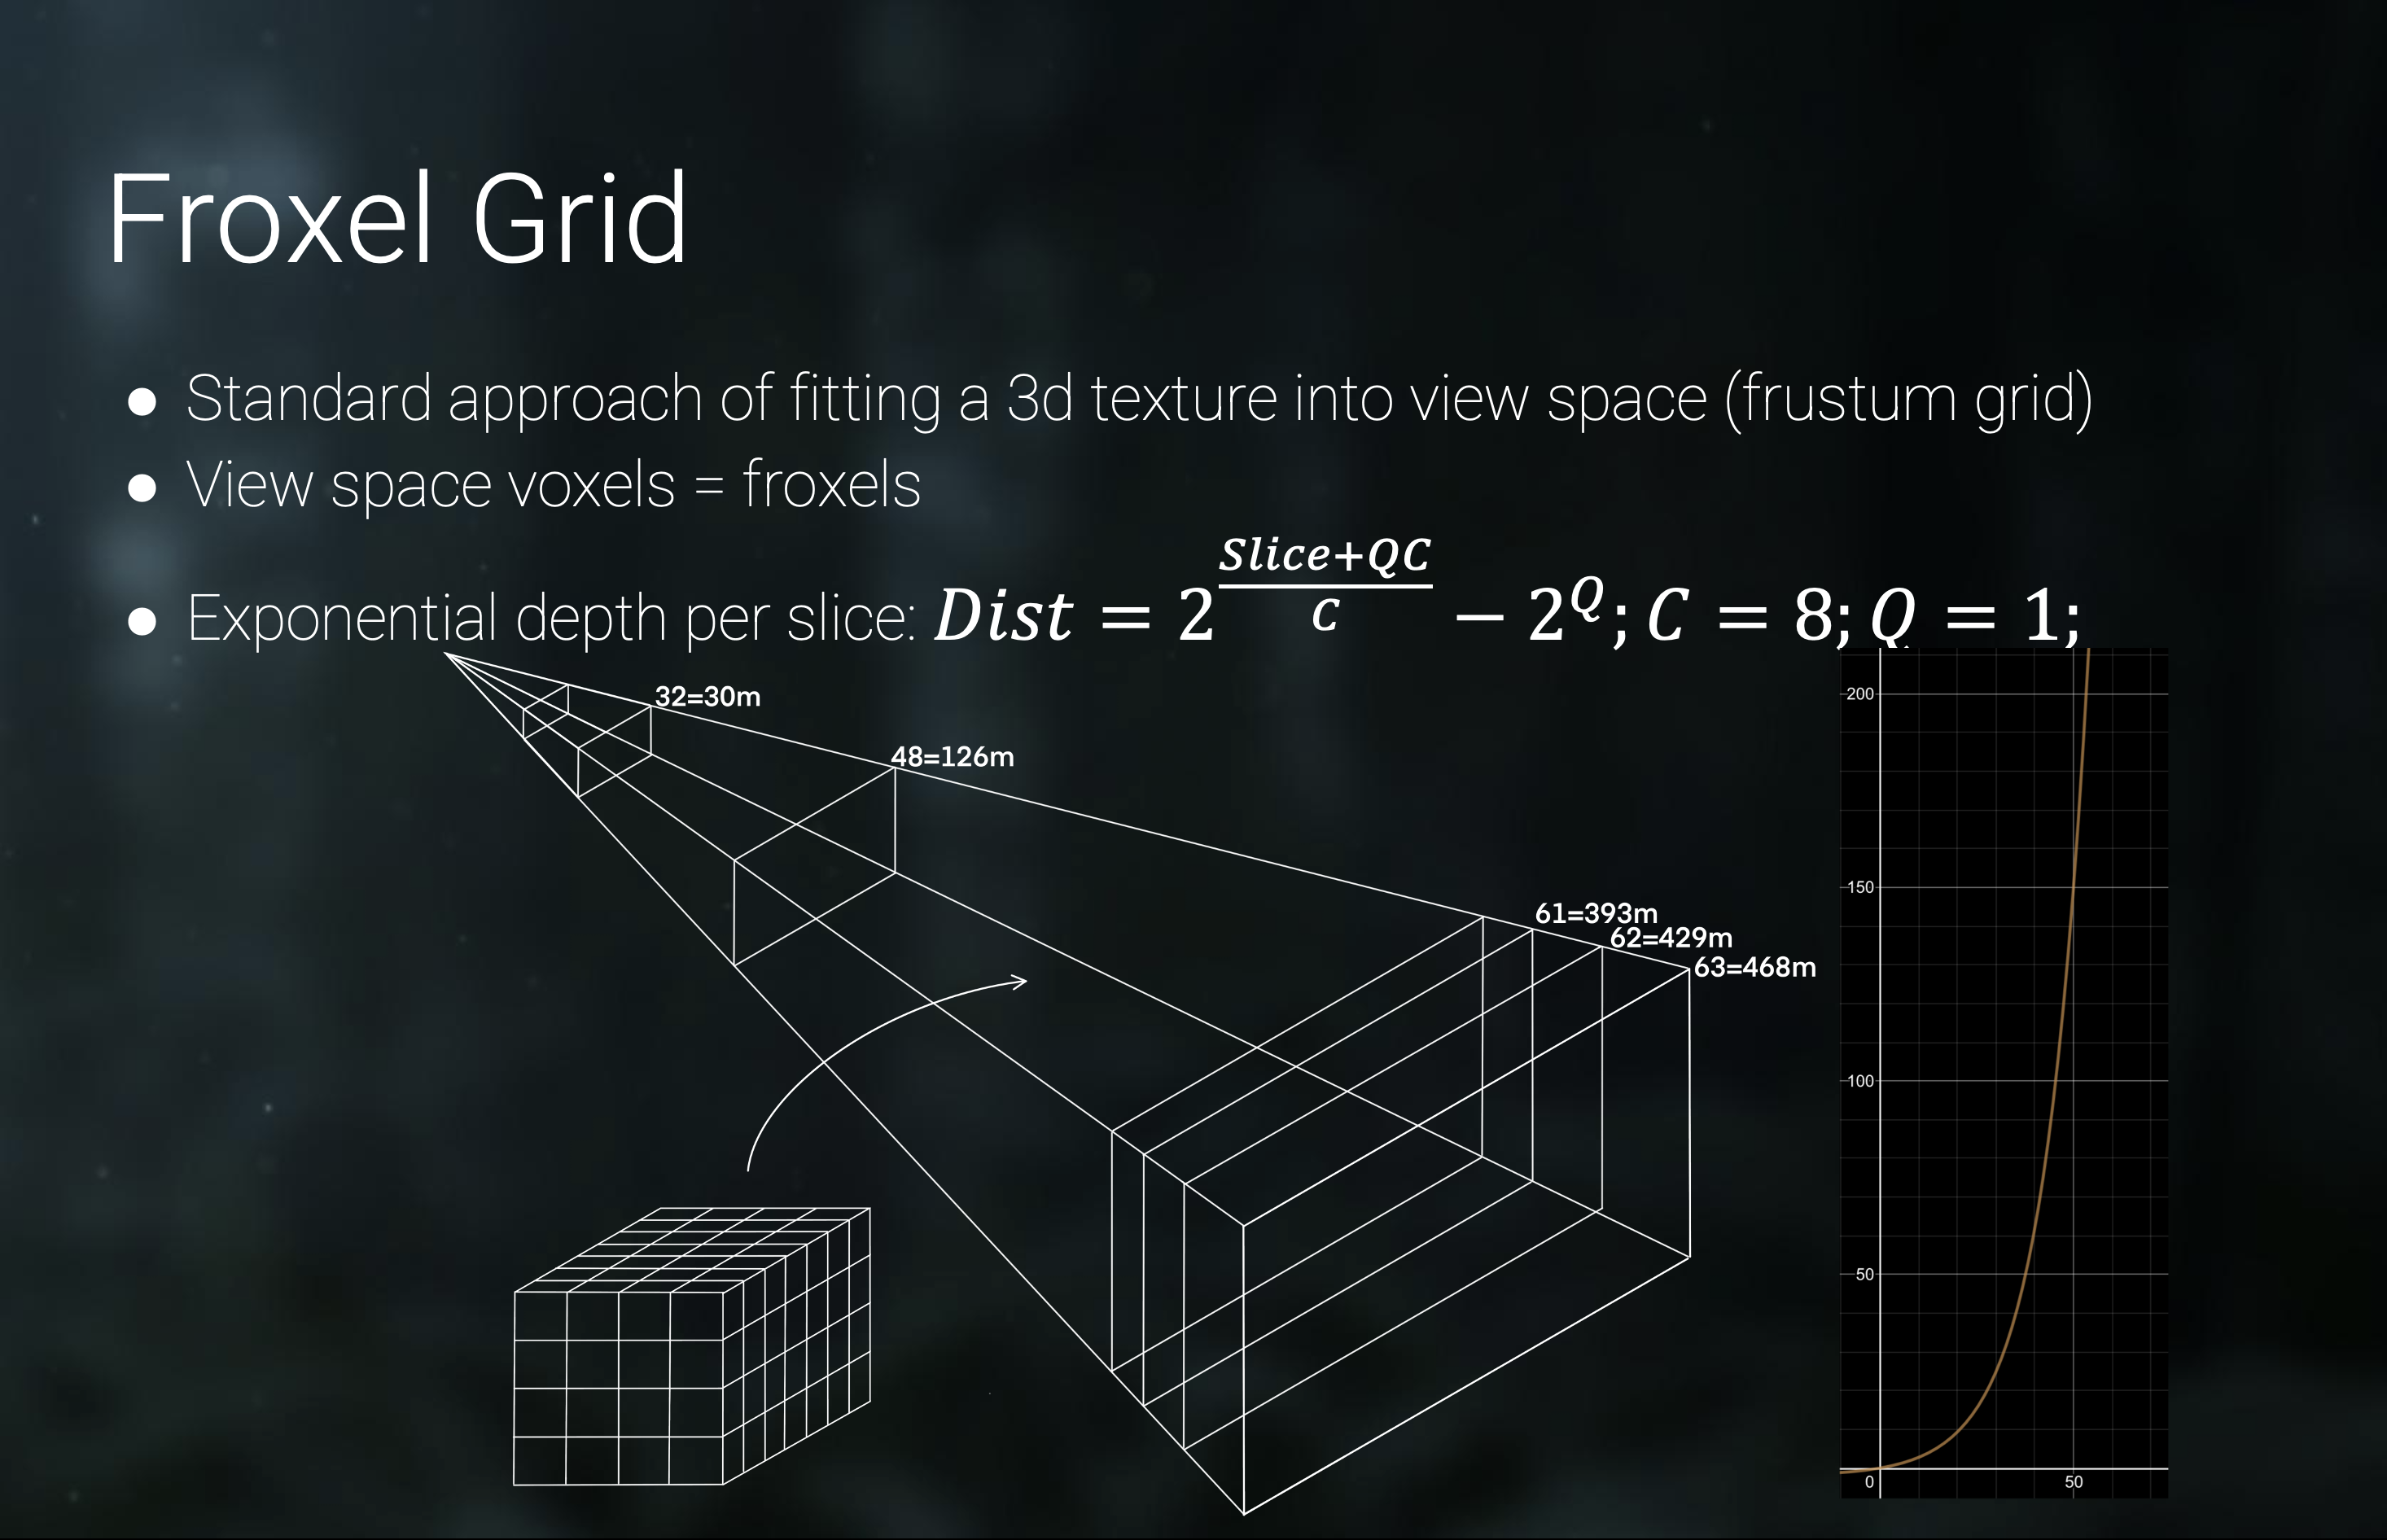 Froxel Grid
● Standard approach of fitting a 3d texture into view space (frustum grid)
● View space voxels = froxels
● Exponential depth per slice: Dist = 2^((Slice+QC)/C) − 2^Q; C = 8; Q = 1;
32=30m
48=126m
61=393m
62=429m
63=468m
200
150
100
50
0
50